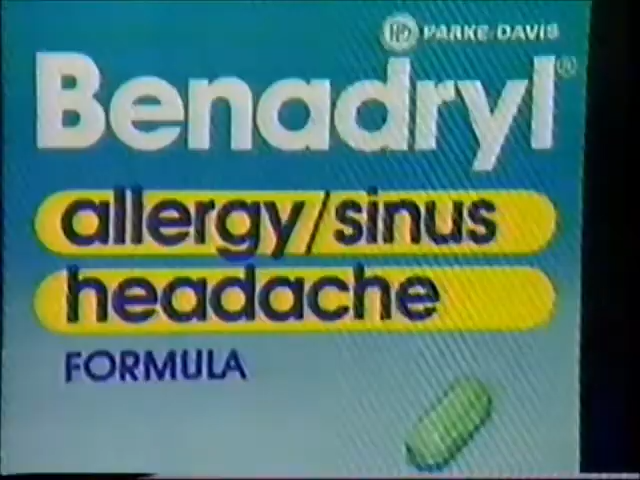 PARKE-DAVIS
Benadryl®
allergy/sinus
headache
FORMULA